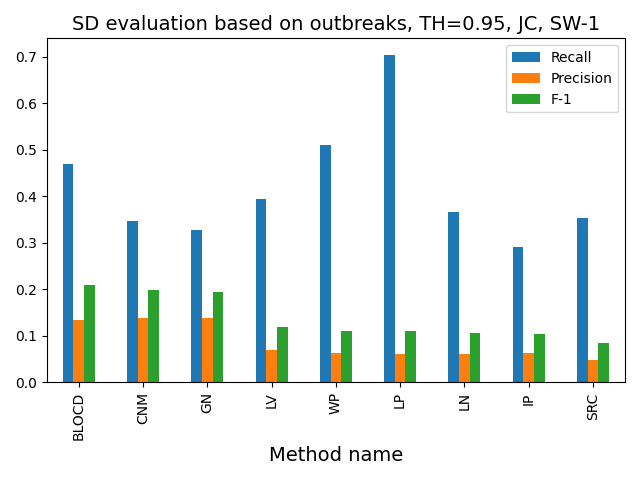 SD evaluation based on outbreaks, TH=0.95, JC, SW-1
Recall
Precision
F-1
0.7
0.6
0.5
0.4
0.3
0.2
0.1
0.0
BLOCD
CNM
GN
LV
WP
LP
LN
IP
SRC
Method name